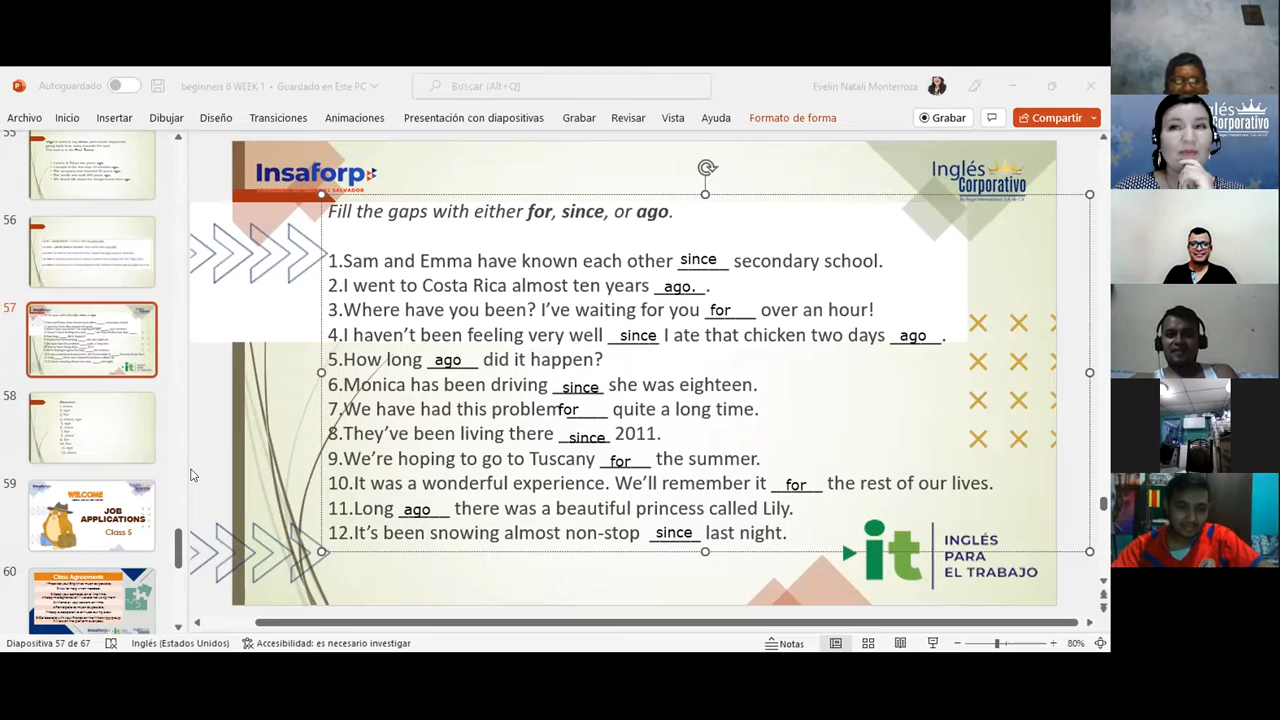 Autoguardado
beginners 6 WEEK 1 • Guardado en Este PC
Buscar (Alt+Q)
Evelin Natali Monterroza
Archivo Inicio Insertar Dibujar Diseño Transiciones Animaciones Presentación con diapositivas Grabar Revisar Vista Ayuda Formato de forma
Grabar
Compartir
55
56
57
58
59
60
WELCOME
JOB
APPLICATIONS
Class 5
Class Agreements
Insaforp
Inglés
Corporativo
Fill the gaps with either for, since, or ago.
1.Sam and Emma have known each other since secondary school.
2.I went to Costa Rica almost ten years ago. .
3.Where have you been? I've waiting for you for over an hour!
4.I haven't been feeling very well since I ate that chicken two days ago.
5.How long ago did it happen?
6.Monica has been driving since she was eighteen.
7.We have had this problem for quite a long time.
8.They've been living there since 2011.
9.We're hoping to go to Tuscany for the summer.
10.It was a wonderful experience. We'll remember it for the rest of our lives.
11.Long ago there was a beautiful princess called Lily.
12.It's been snowing almost non-stop since last night.
it
INGLÉS
PARA
EL TRABAJO
Diapositiva 57 de 67
Inglés (Estados Unidos)
Accesibilidad: es necesario investigar
Notas
80%
Inglés
Corporativo